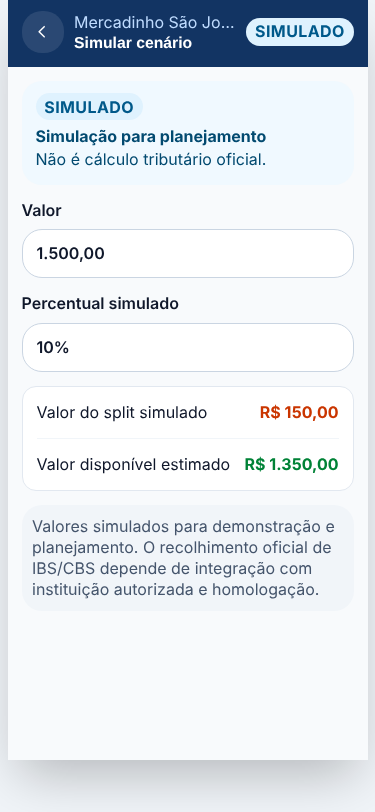 Mercadinho São Jo...
Simular cenário
SIMULADO
SIMULADO
Simulação para planejamento
Não é cálculo tributário oficial.
Valor
1.500,00
Percentual simulado
10%
Valor do split simulado R$ 150,00
Valor disponível estimado R$ 1.350,00
Valores simulados para demonstração e
planejamento. O recolhimento oficial de
IBS/CBS depende de integração com
instituição autorizada e homologação.